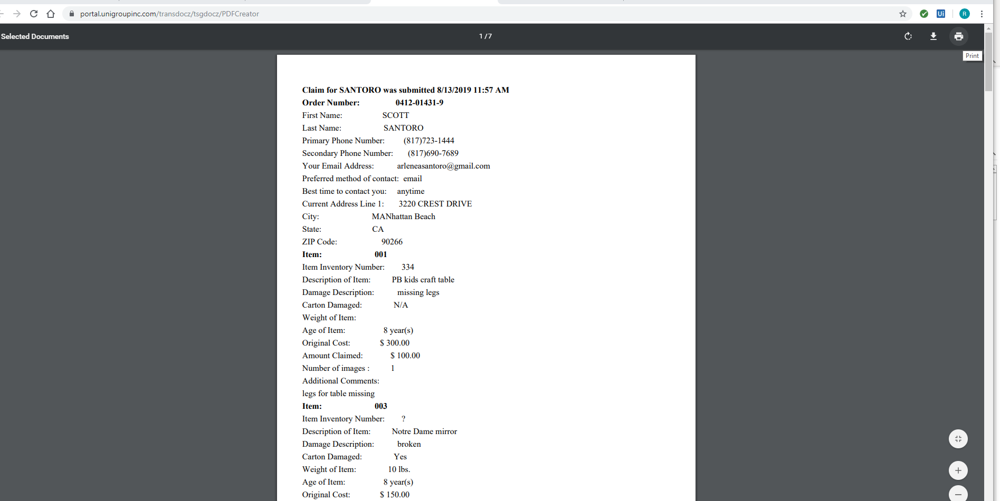 portal.unigroupinc.com/transdocz/tsgdocz/PDFCreator
Ui
R
Selected Documents
1 / 7
Print
Claim for SANTORO was submitted 8/13/2019 11:57 AM
Order Number: 0412-01431-9
First Name: SCOTT
Last Name: SANTORO
Primary Phone Number: (817)723-1444
Secondary Phone Number: (817)690-7689
Your Email Address: arleneasantoro@gmail.com
Preferred method of contact: email
Best time to contact you: anytime
Current Address Line 1: 3220 CREST DRIVE
City: MANhattan Beach
State: CA
ZIP Code: 90266
Item: 001
Item Inventory Number: 334
Description of Item: PB kids craft table
Damage Description: missing legs
Carton Damaged: N/A
Weight of Item:
Age of Item: 8 year(s)
Original Cost: $ 300.00
Amount Claimed: $ 100.00
Number of images : 1
Additional Comments:
legs for table missing
Item: 003
Item Inventory Number: ?
Description of Item: Notre Dame mirror
Damage Description: broken
Carton Damaged: Yes
Weight of Item: 10 lbs.
Age of Item: 8 year(s)
Original Cost: $ 150.00